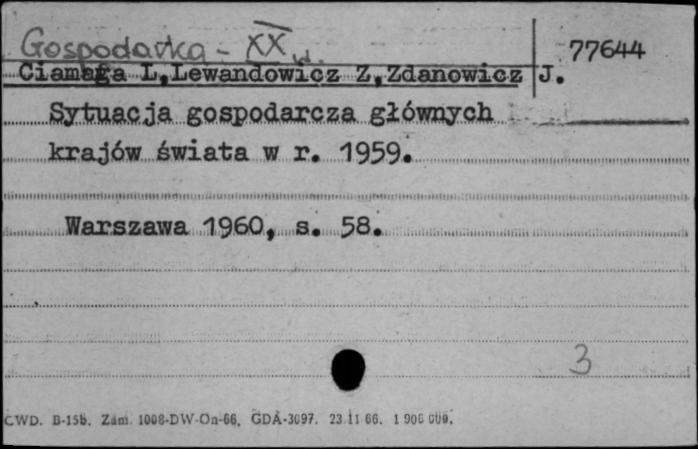 Gospodarka - XX w.
77644
Ciamaga L, Lewandowicz Z, Zdanowicz J.
Sytuacja gospodarcza głównych
krajów świata w r. 1959.
Warszawa 1960, s. 58.
3
CWD. B-15b. Zam. 1008-DW-On-66. GDA-3097. 23.11.66. 1 900 000.